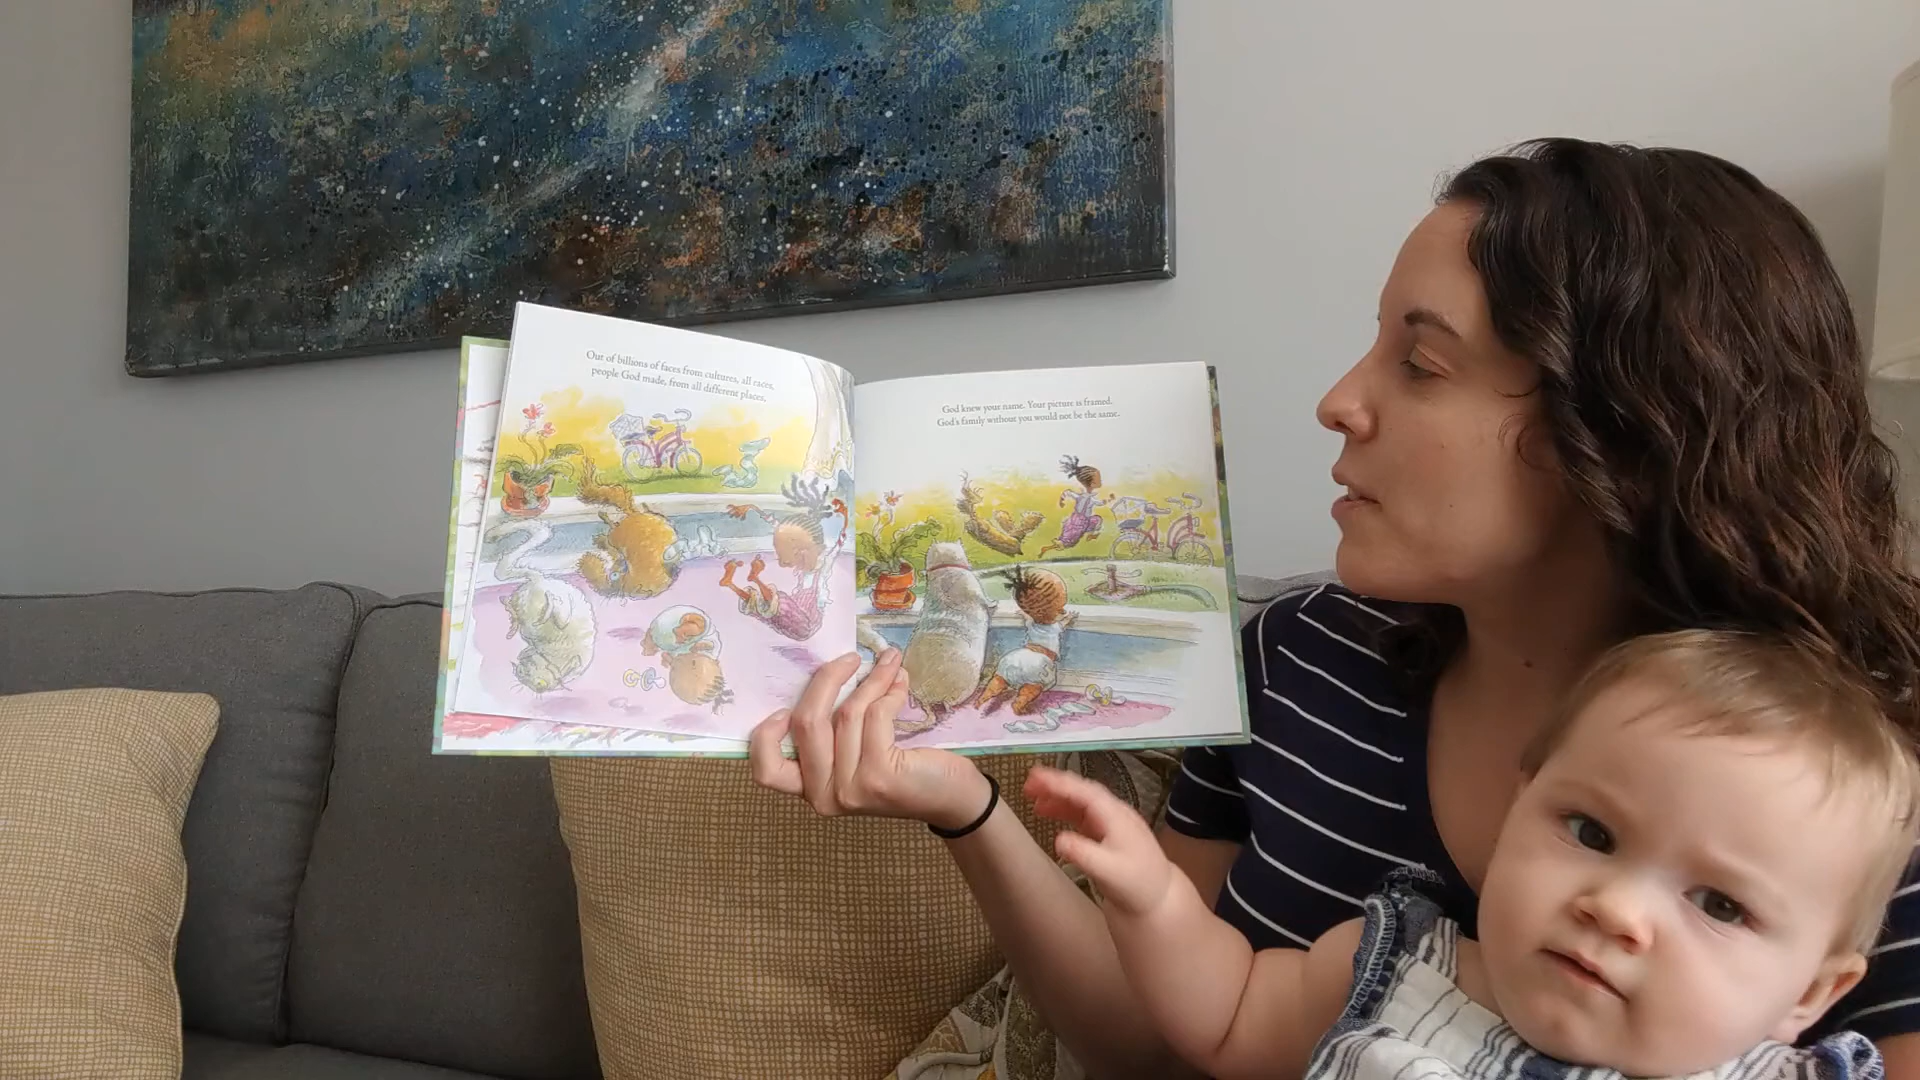 Out of billions of faces from cultures, all races,
people God made, from all different places,
God knew your name. Your picture is framed.
God's family without you would not be the same.